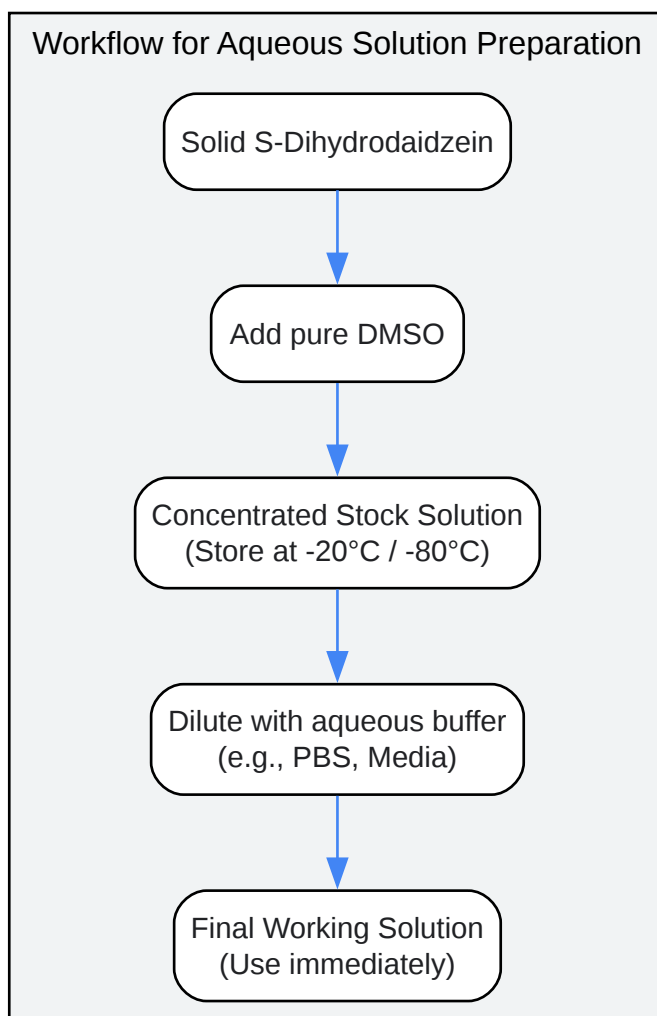 Workflow for Aqueous Solution Preparation
Solid S-Dihydrodaidzein
Add pure DMSO
Concentrated Stock Solution
(Store at -20°C / -80°C)
Dilute with aqueous buffer
(e.g., PBS, Media)
Final Working Solution
(Use immediately)